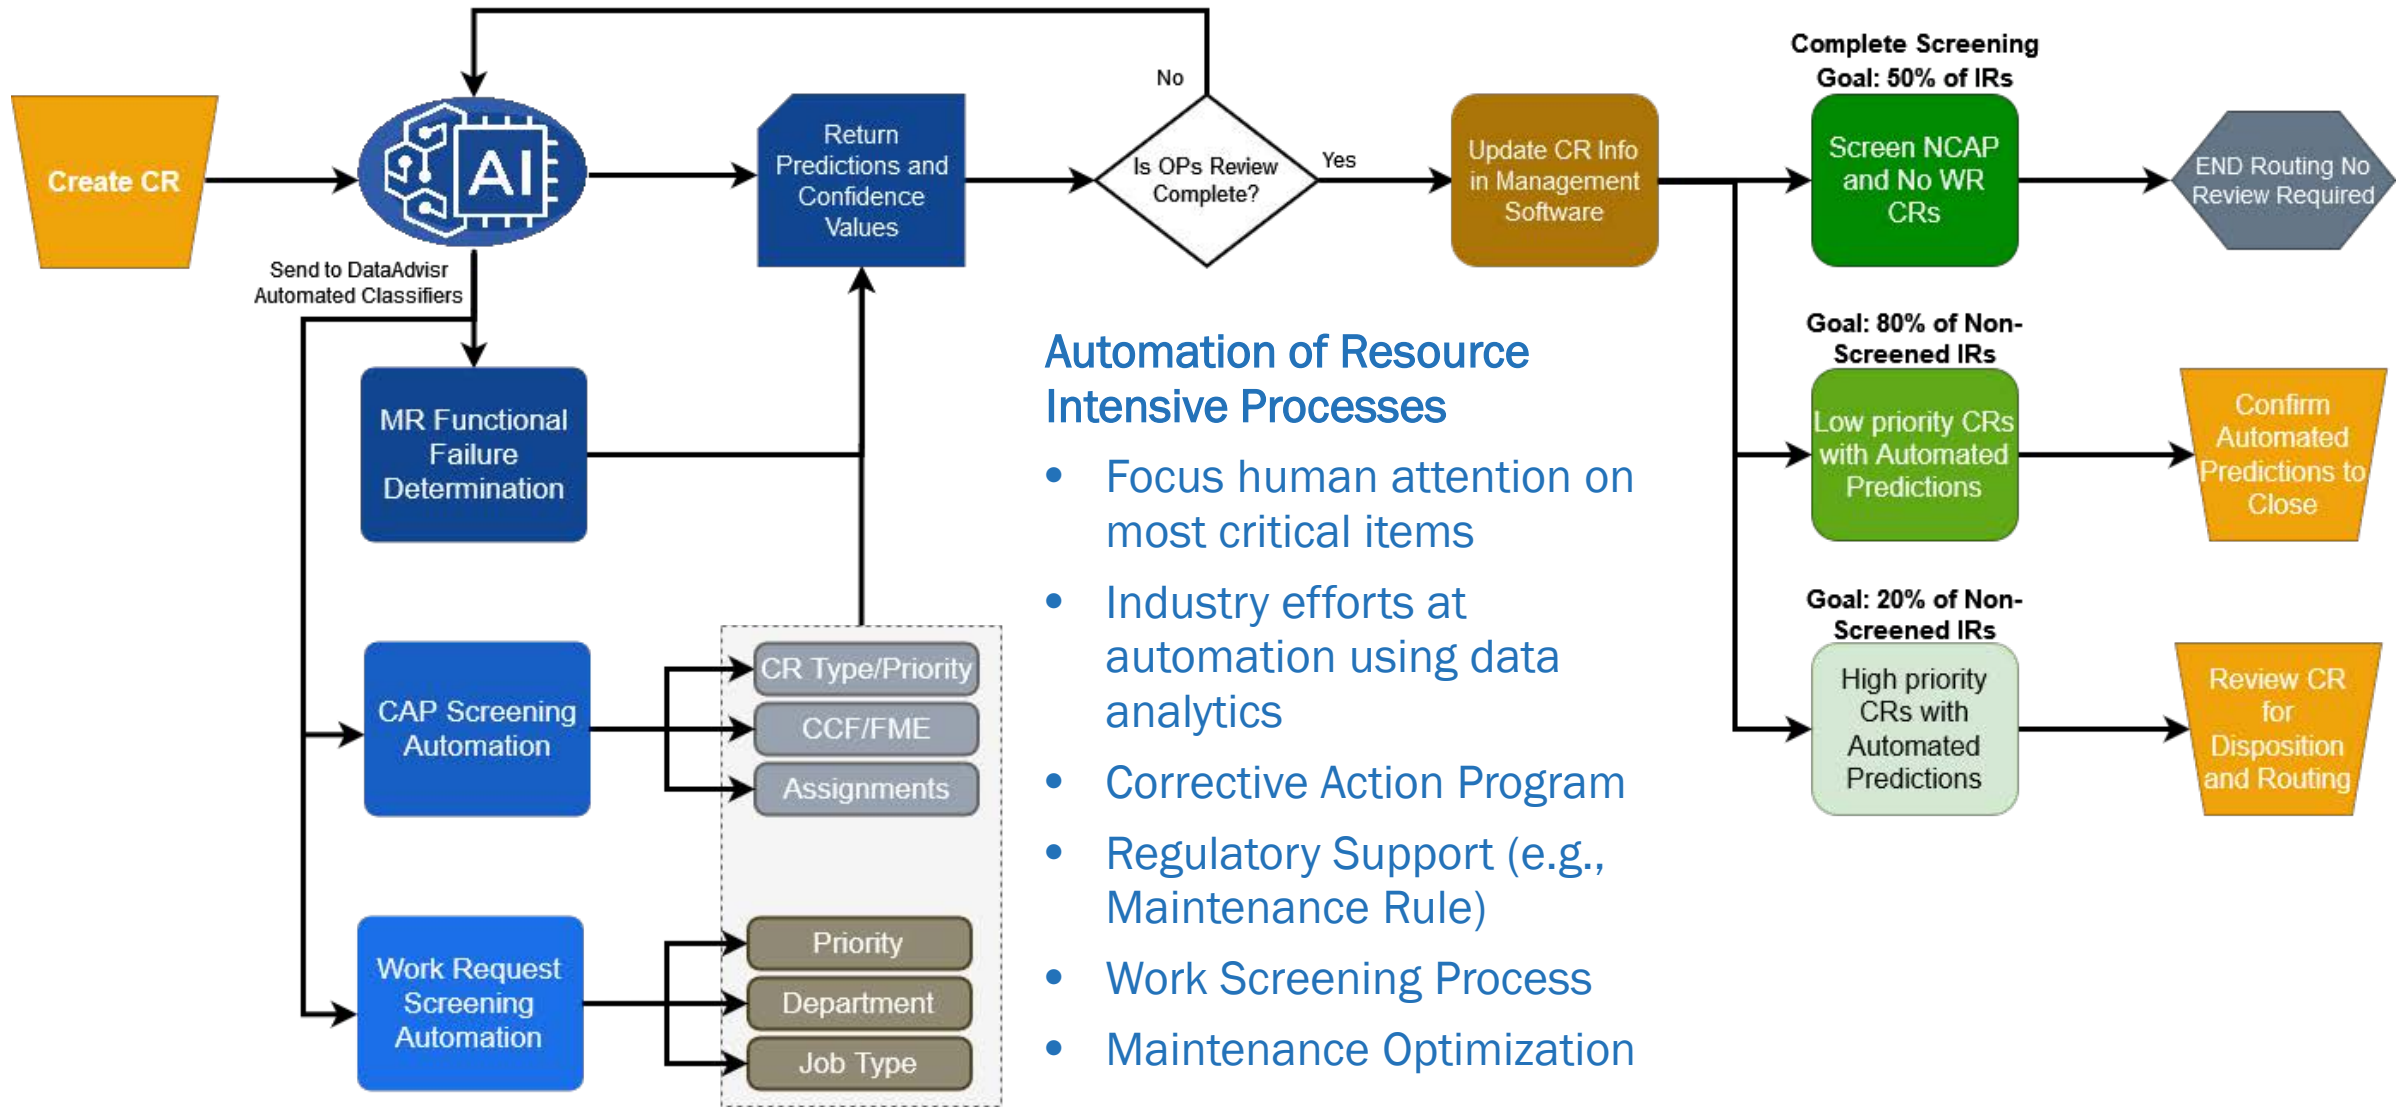 Create CR
AI
Send to DataAdvisr
Automated Classifiers
Return
Predictions and
Confidence
Values
No
Is OPs Review
Complete?
Yes
Update CR Info
in Management
Software
Complete Screening
Goal: 50% of IRs
Screen NCAP
and No WR
CRs
END Routing No
Review Required
MR Functional
Failure
Determination
CAP Screening
Automation
CR Type/Priority
CCF/FME
Assignments
Work Request
Screening
Automation
Priority
Department
Job Type
Automation of Resource
Intensive Processes
• Focus human attention on
most critical items
• Industry efforts at
automation using data
analytics
• Corrective Action Program
• Regulatory Support (e.g.,
Maintenance Rule)
• Work Screening Process
• Maintenance Optimization
Goal: 80% of Non-
Screened IRs
Low priority CRs
with Automated
Predictions
Confirm
Automated
Predictions to
Close
Goal: 20% of Non-
Screened IRs
High priority
CRs with
Automated
Predictions
Review CR
for
Disposition
and Routing